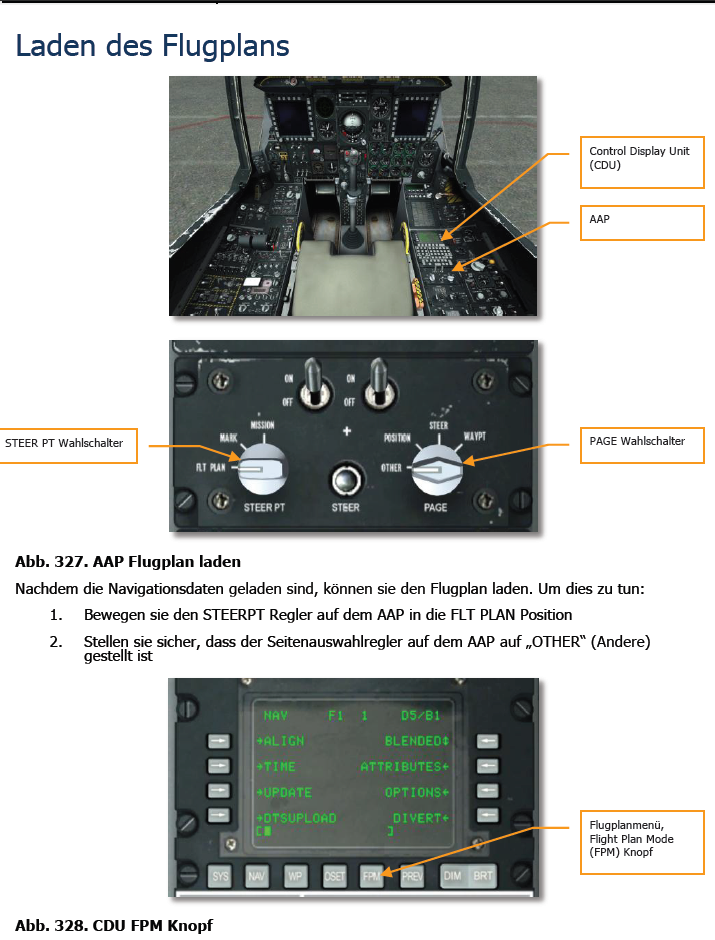 Laden des Flugplans
Control Display Unit
(CDU)
AAP
ON
ON
OFF
OFF
MISSION
STEER
MARK
POSITION
WAYPT
STEER PT Wahlschalter
PAGE Wahlschalter
FLT PLAN
OTHER
STEER PT
STEER
PAGE
Abb. 327. AAP Flugplan laden
Nachdem die Navigationsdaten geladen sind, können sie den Flugplan laden. Um dies zu tun:
1. Bewegen sie den STEERPT Regler auf dem AAP in die FLT PLAN Position
2. Stellen sie sicher, dass der Seitenauswahlregler auf dem AAP auf „OTHER“ (Andere)
gestellt ist
NAV F1 1 D5/B1
→ALIGN BLENDED↕
→TIME ATTRIBUTES←
→UPDATE OPTIONS←
→DTSUPLOAD DIVERT←
[ ]
Flugplanmenü,
Flight Plan Mode
(FPM) Knopf
SYS NAV WP OSET FPM PREV DIM BRT
Abb. 328. CDU FPM Knopf